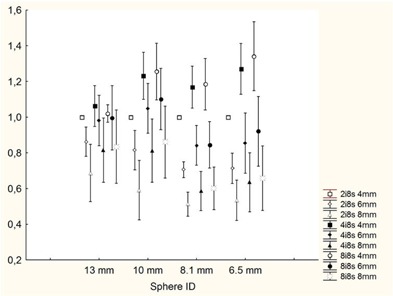 1,6
1,4
1,2
1,0
0,8
0,6
0,4
0,2
13 mm 10 mm 8.1 mm 6.5 mm
Sphere ID
2i8s 4mm
2i8s 6mm
2i8s 8mm
4i8s 4mm
4i8s 6mm
4i8s 8mm
8i8s 4mm
8i8s 6mm
8i8s 8mm